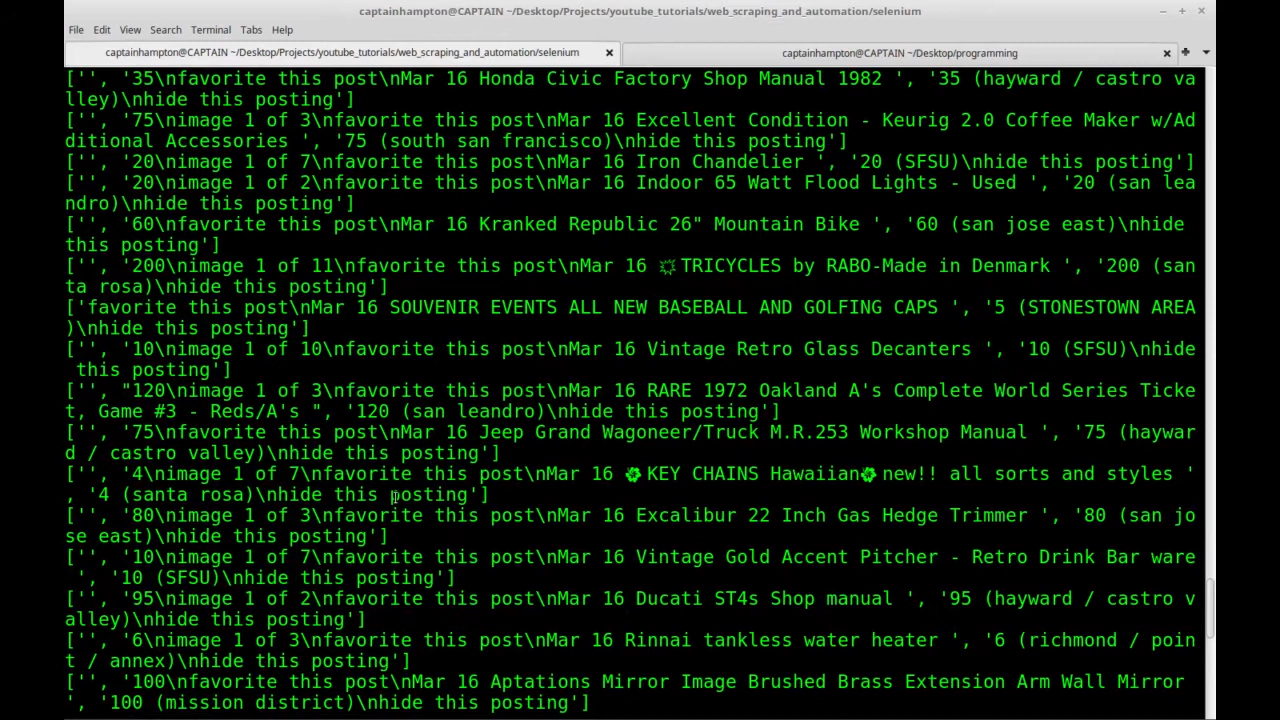 captainhampton@CAPTAIN ~/Desktop/Projects/youtube_tutorials/web_scraping_and_automation/selenium
File Edit View Search Terminal Tabs Help
captainhampton@CAPTAIN ~/Desktop/Projects/youtube_tutorials/web_scraping_and_automation/selenium
captainhampton@CAPTAIN ~/Desktop/programming
['', '35\nfavorite this post\nMar 16 Honda Civic Factory Shop Manual 1982 ', '35 (hayward / castro va
lley)\nhide this posting']
['', '75\nimage 1 of 3\nfavorite this post\nMar 16 Excellent Condition - Keurig 2.0 Coffee Maker w/Ad
ditional Accessories ', '75 (south san francisco)\nhide this posting']
['', '20\nimage 1 of 7\nfavorite this post\nMar 16 Iron Chandelier ', '20 (SFSU)\nhide this posting']
['', '20\nimage 1 of 2\nfavorite this post\nMar 16 Indoor 65 Watt Flood Lights - Used ', '20 (san lea
ndro)\nhide this posting']
['', '60\nimage 1 of 1\nfavorite this post\nMar 16 Kranked Republic 26" Mountain Bike ', '60 (san jose east)\nhide
this posting']
['', '200\nimage 1 of 11\nfavorite this post\nMar 16 💥TRICYCLES by RABO-Made in Denmark ', '200 (san
ta rosa)\nhide this posting']
['favorite this post\nMar 16 SOUVENIR EVENTS ALL NEW BASEBALL AND GOLFING CAPS ', '5 (STONESTOWN AREA
)\nhide this posting']
['', '10\nimage 1 of 10\nfavorite this post\nMar 16 Vintage Retro Glass Decanters ', '10 (SFSU)\nhide
this posting']
['', "120\nimage 1 of 3\nfavorite this post\nMar 16 RARE 1972 Oakland A's Complete World Series Ticke
t, Game #3 - Reds/A's ", '120 (san leandro)\nhide this posting']
['', '75\nfavorite this post\nMar 16 Jeep Grand Wagoneer/Truck M.R.253 Workshop Manual ', '75 (haywar
d / castro valley)\nhide this posting']
['', '4\nimage 1 of 7\nfavorite this post\nMar 16 🌺KEY CHAINS Hawaiian🌺new!! all sorts and styles '
, '4 (santa rosa)\nhide this posting']
['', '80\nimage 1 of 3\nfavorite this post\nMar 16 Excalibur 22 Inch Gas Hedge Trimmer ', '80 (san jo
se east)\nhide this posting']
['', '10\nimage 1 of 7\nfavorite this post\nMar 16 Vintage Gold Accent Pitcher - Retro Drink Bar ware
', '10 (SFSU)\nhide this posting']
['', '95\nimage 1 of 2\nfavorite this post\nMar 16 Ducati ST4s Shop manual ', '95 (hayward / castro v
alley)\nhide this posting']
['', '6\nimage 1 of 3\nfavorite this post\nMar 16 Rinnai tankless water heater ', '6 (richmond / poin
t / annex)\nhide this posting']
['', '100\nfavorite this post\nMar 16 Aptations Mirror Image Brushed Brass Extension Arm Wall Mirror
', '100 (mission district)\nhide this posting']